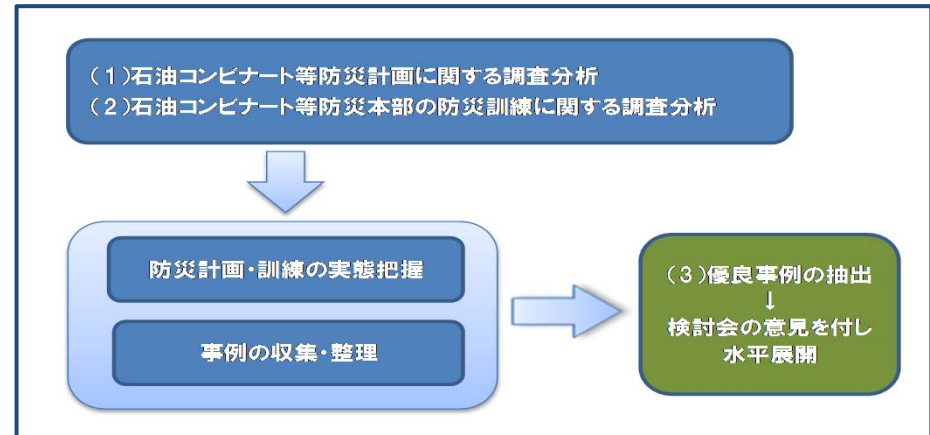 (1)石油コンビナート等防災計画に関する調査分析
(2)石油コンビナート等防災本部の防災訓練に関する調査分析
防災計画・訓練の実態把握
事例の収集・整理
(3)優良事例の抽出
↓
検討会の意見を付し
水平展開